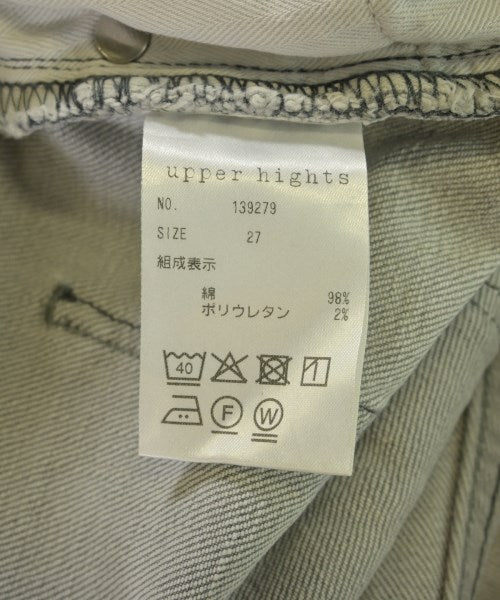 upper hights
NO. 139279
SIZE 27
組成表示
綿 98%
ポリウレタン 2%
40
F W